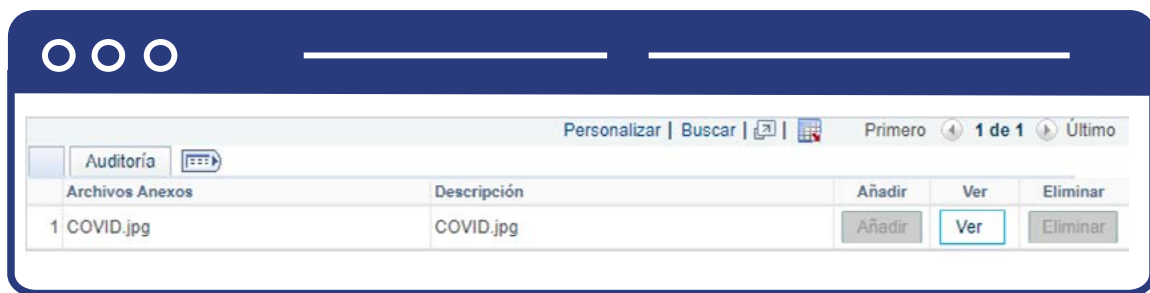 Personalizar | Buscar | | Primero 1 de 1 Último
Auditoría
Archivos Anexos Descripción Añadir Ver Eliminar
1 COVID.jpg COVID.jpg Añadir Ver Eliminar